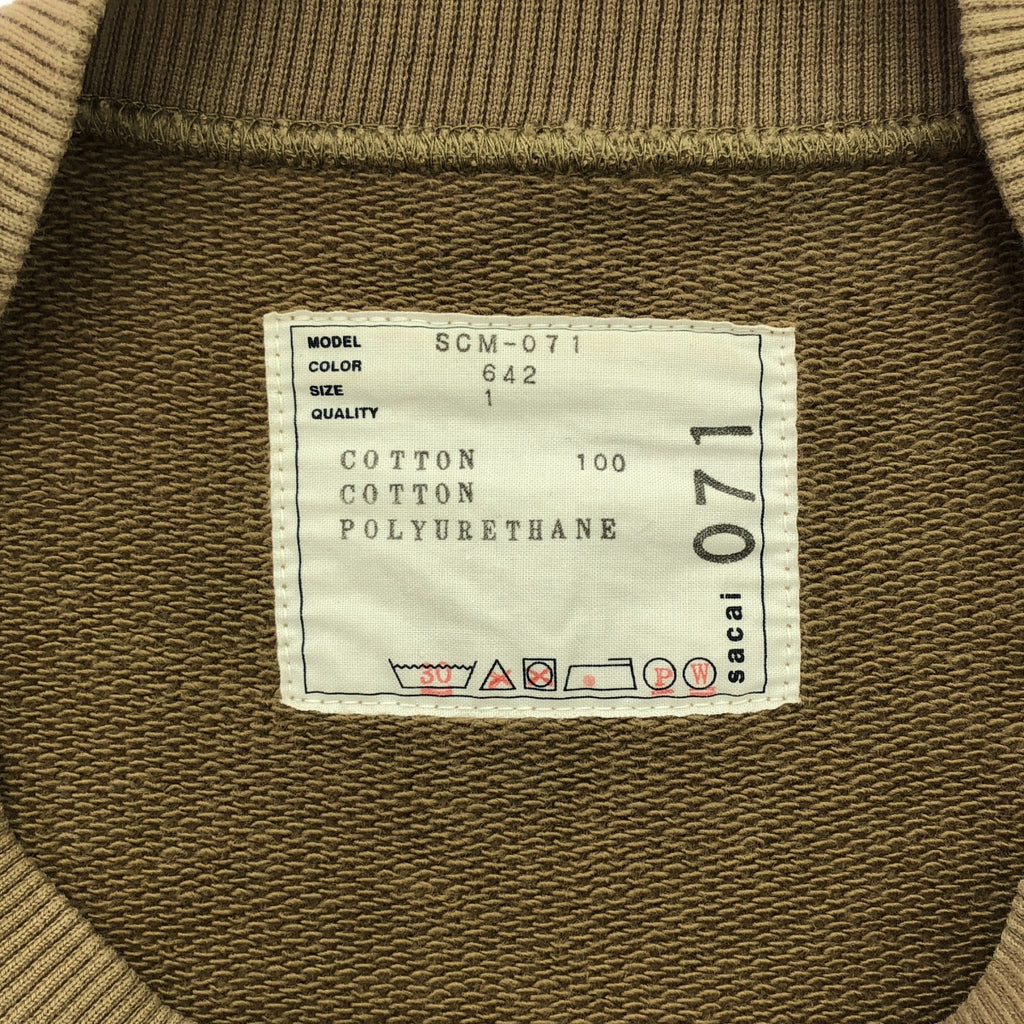 MODEL SCM-071
COLOR 642
SIZE 1
QUALITY
COTTON 100
COTTON
POLYURETHANE
sacai 071
30 P W